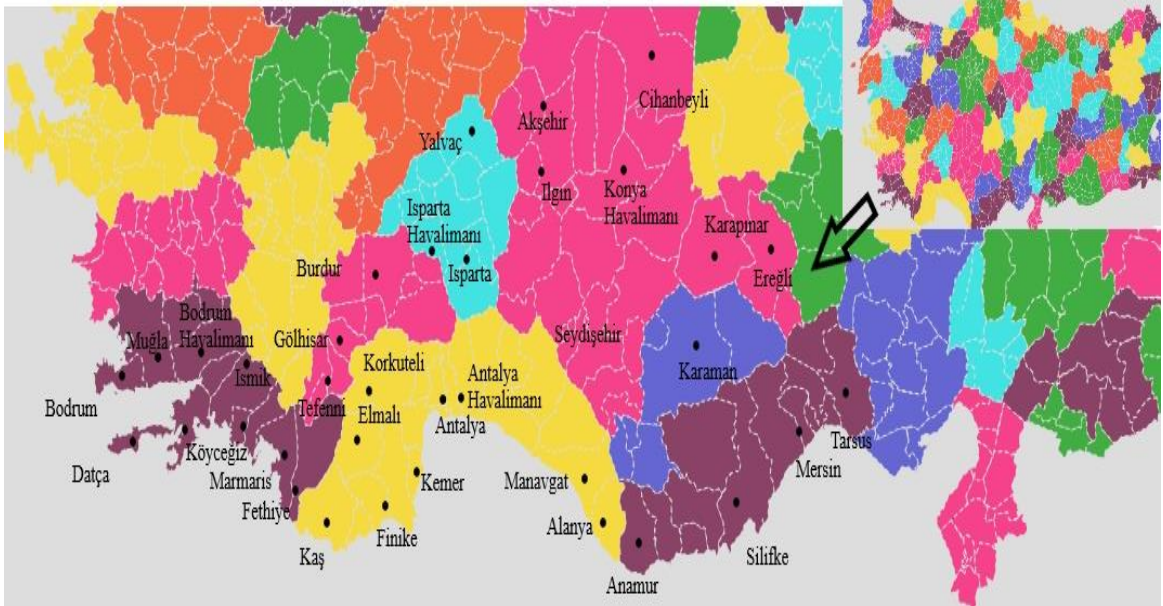 Cihanbeyli
Akşehir
Yalvaç
Ilgın
Konya
Havalimanı
Isparta
Havalimanı
Karapınar
Burdur
Isparta
Ereğli
Bodrum
Havalimanı
Muğla
Gölhisar
Seydişehir
Ismik
Korkuteli
Karaman
Antalya
Havalimanı
Bodrum
Tefenni
Elmalı
Antalya
Tarsus
Köyceğiz
Mersin
Datça
Marmaris
Kemer
Manavgat
Fethiye
Finike
Alanya
Kaş
Silifke
Anamur